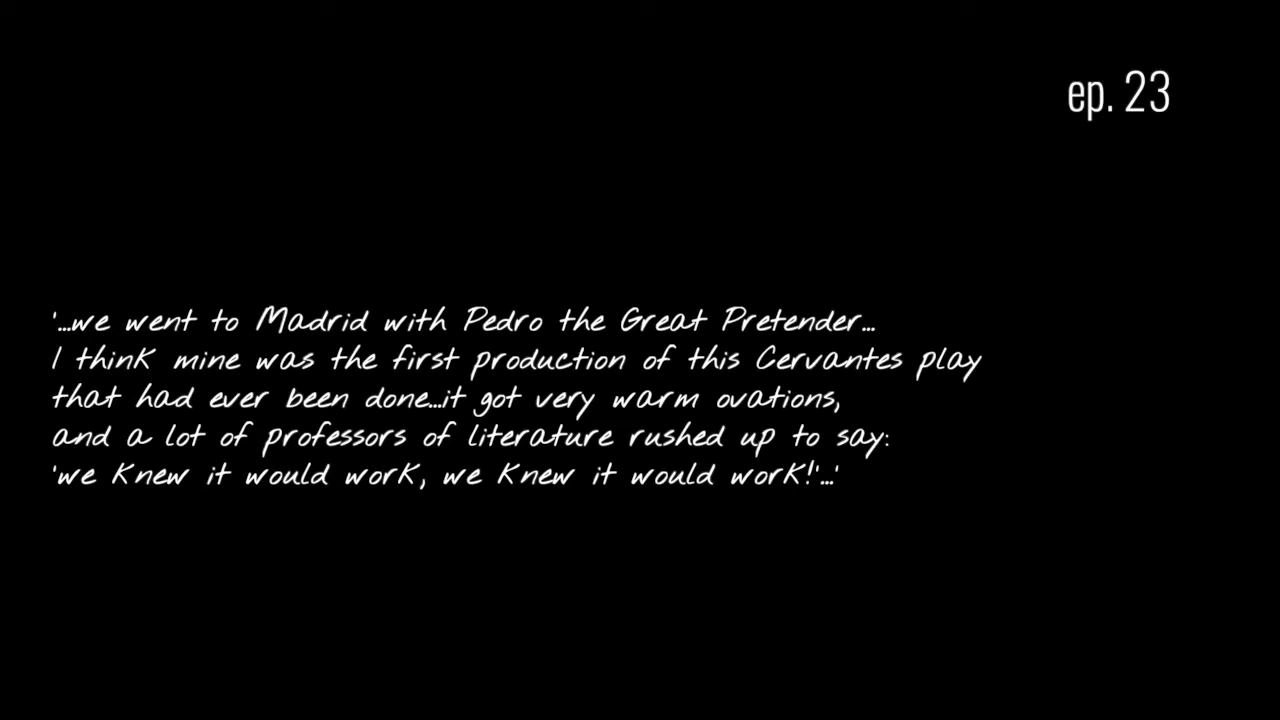 ep. 23
'...we went to Madrid with Pedro the Great Pretender...
I think mine was the first production of this Cervantes play
that had ever been done...it got very warm ovations,
and a lot of professors of literature rushed up to say:
'we knew it would work, we knew it would work!'...'